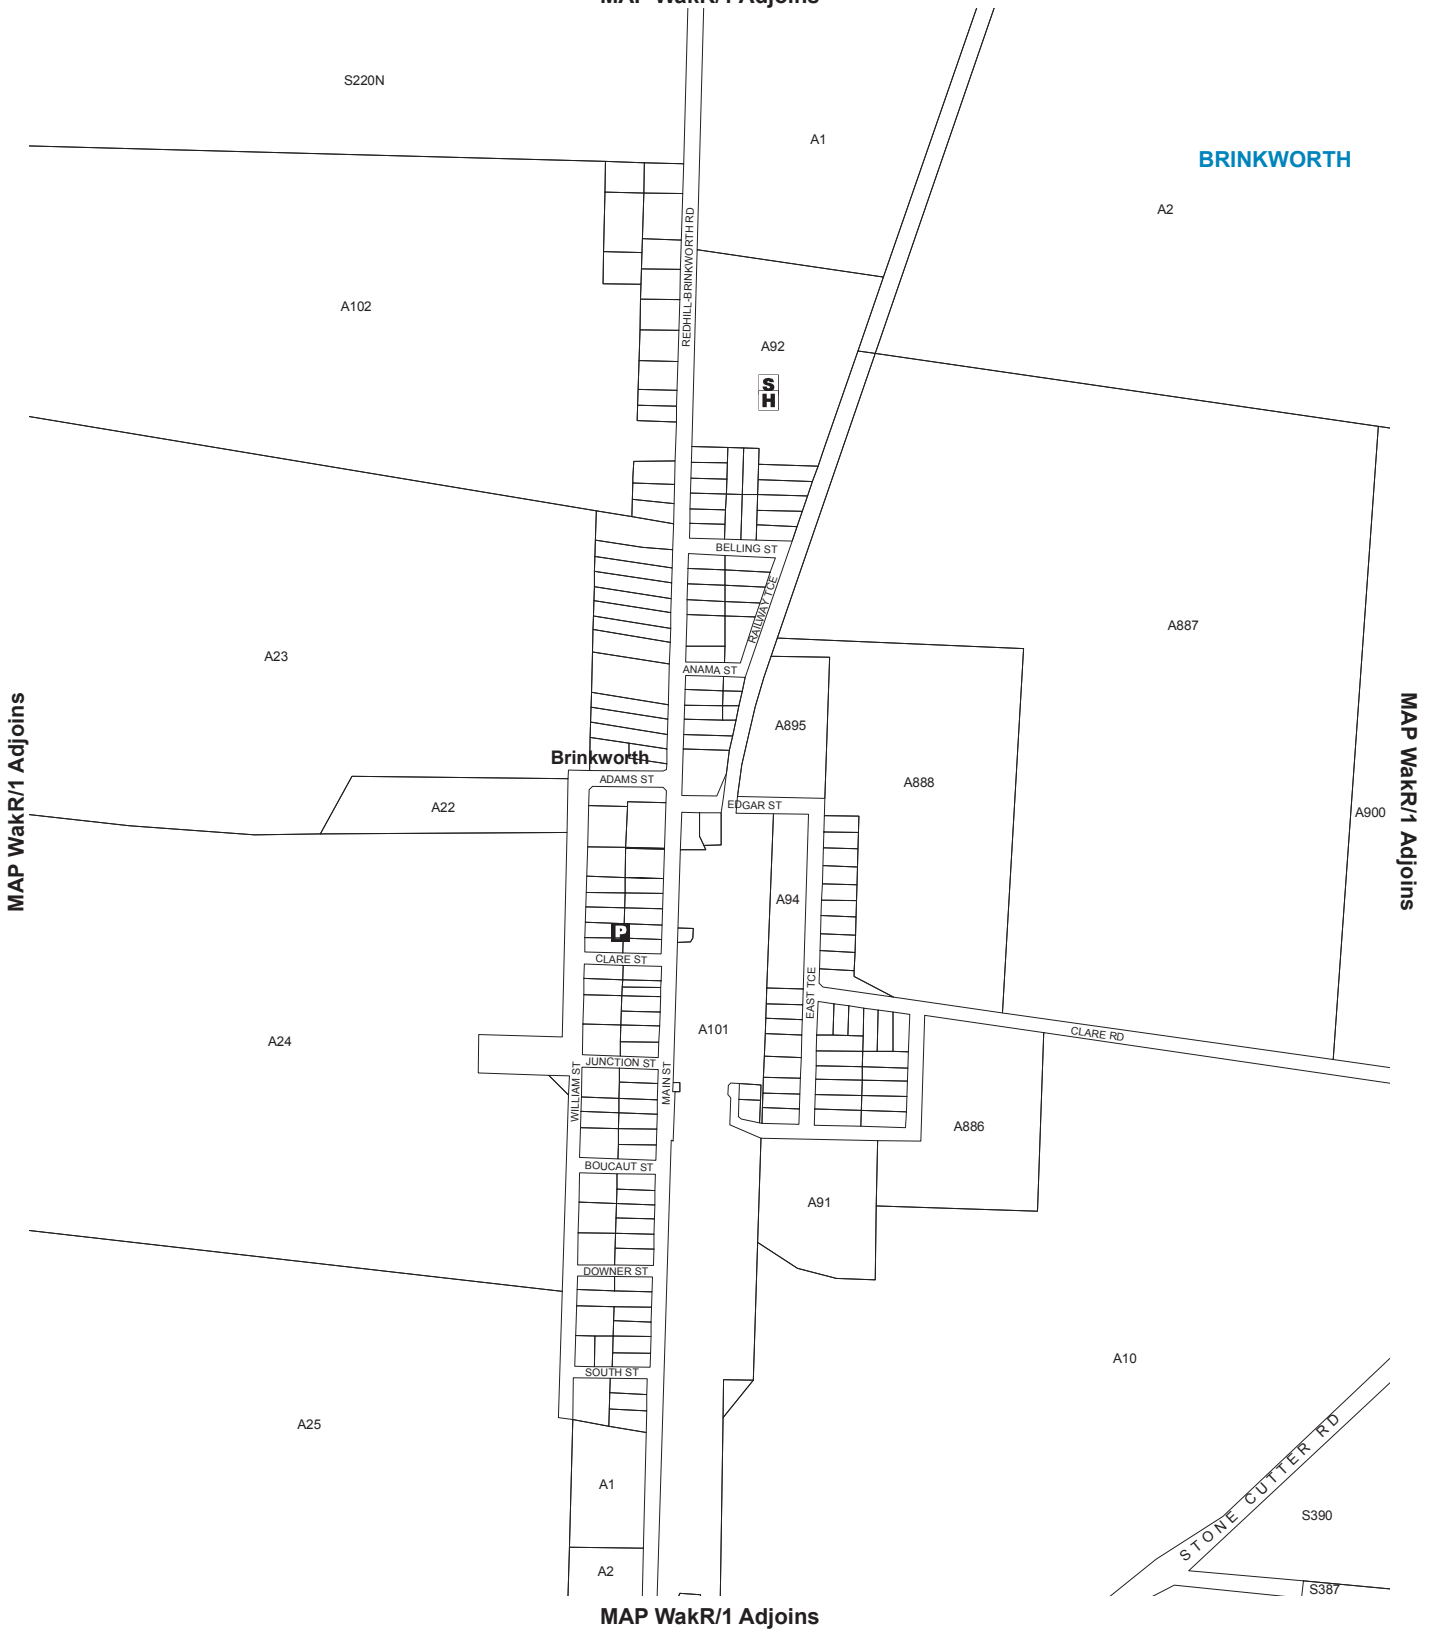 MAP WakR/1 Adjoins
S220N
A1
BRINKWORTH
A2
REDHILL-BRINKWORTH RD
A102
A92
S
H
BELLING ST
RAILWAY TCE
A887
A23
ANAMA ST
A895
MAP WakR/1 Adjoins
MAP WakR/1 Adjoins
Brinkworth
ADAMS ST
A888
A22
EDGAR ST
A900
A94
P
CLARE ST
EAST TCE
A101
CLARE RD
A24
JUNCTION ST
WILLIAM ST
MAIN ST
A886
BOUCAUT ST
A91
DOWNER ST
A10
SOUTH ST
A25
STONE CUTTER RD
A1
S390
A2
S387
MAP WakR/1 Adjoins